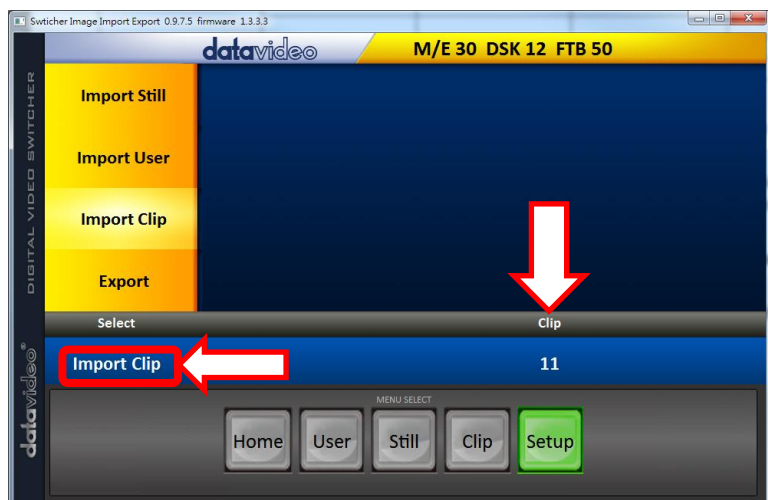 Swticher Image Import Export 0.9.7.5 firmware 1.3.3.3
datavideo
M/E 30 DSK 12 FTB 50
DIGITAL VIDEO SWITCHER
datavideo®
Import Still
Import User
Import Clip
Export
Select Clip
Import Clip 11
MENU SELECT
Home User Still Clip Setup